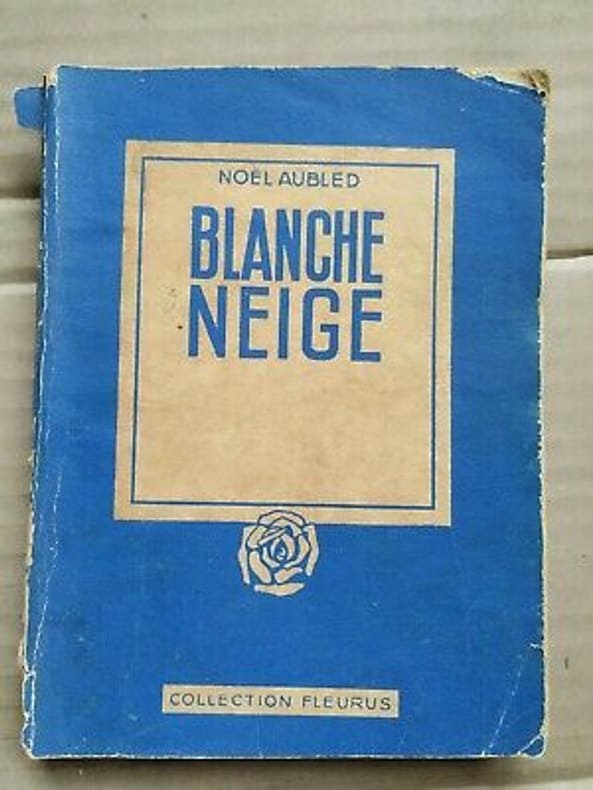 NOËL AUBLED
BLANCHE
NEIGE
COLLECTION FLEURUS